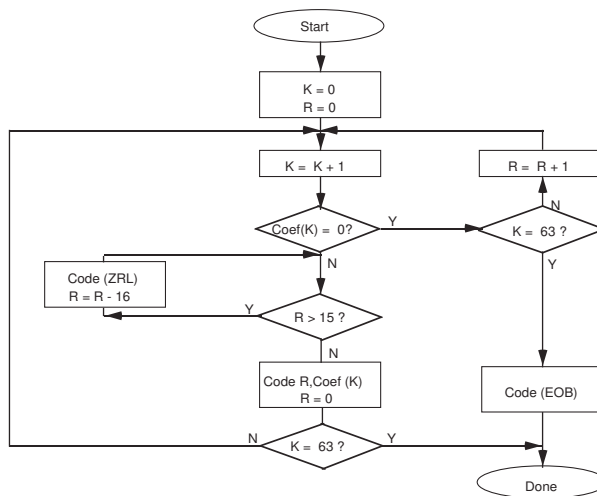 Start
K = 0
R = 0
K = K + 1
R = R + 1
N
Coef(K) = 0?
Y
K = 63 ?
N
Y
Code (ZRL)
R = R - 16
Y
R > 15 ?
N
Code R,Coef (K)
R = 0
Code (EOB)
N
K = 63 ?
Y
Done